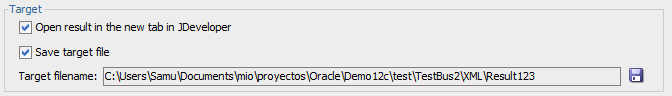 Target
Open result in the new tab in JDeveloper
Save target file
Target filename: C:\Users\Samu\Documents\mio\proyectos\Oracle\Demo12c\test\TestBus2\XML\Result123